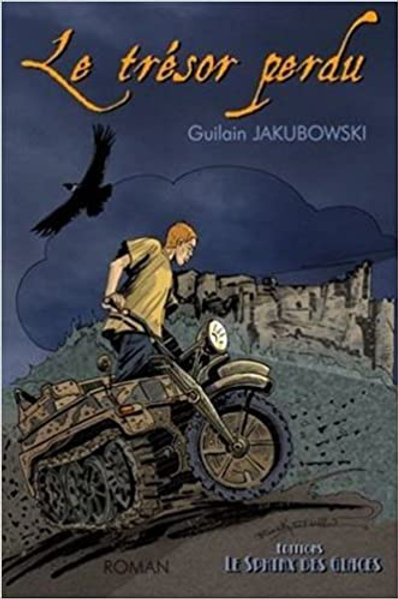 Le trésor perdu
Guilain JAKUBOWSKI
ROMAN
EDITIONS
LE SPHINX DES GLACES